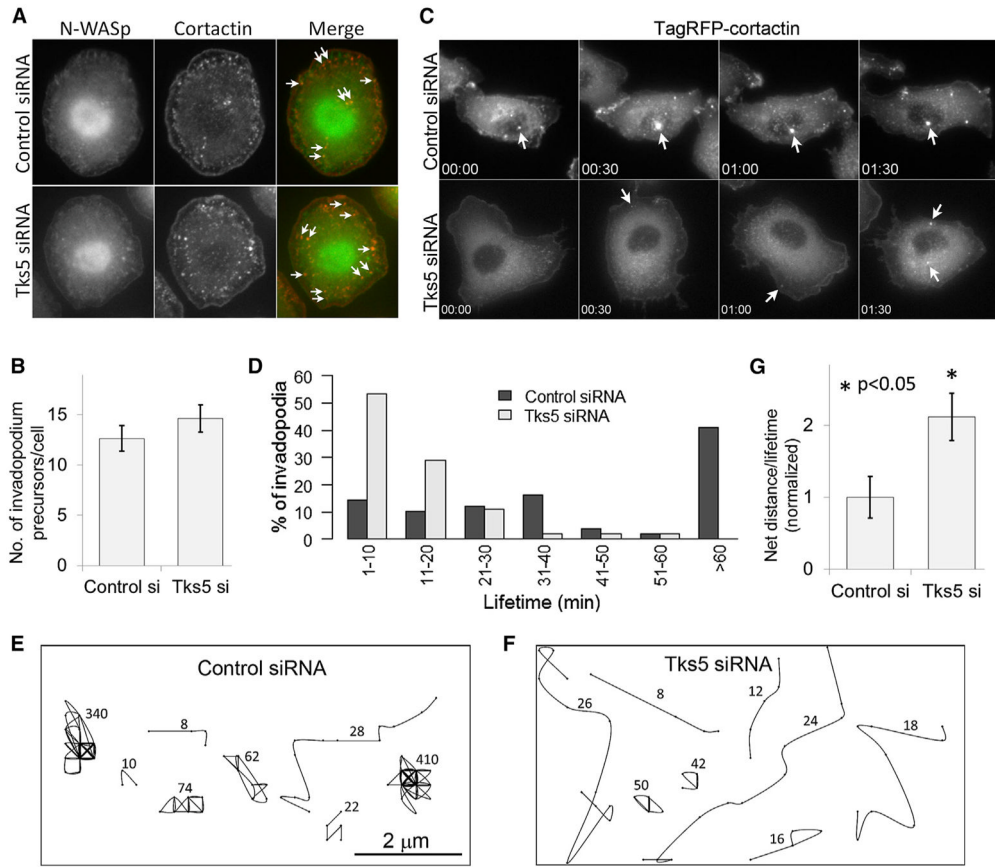 A
N-WASp Cortactin Merge
Control siRNA
Tks5 siRNA
C
TagRFP-cortactin
Control siRNA
00:00 00:30 01:00 01:30
Tks5 siRNA
00:00 00:30 01:00 01:30
B
No. of invadopodium
precursors/cell
15
10
5
0
Control si Tks5 si
D
% of invadopodia
60
50
40
30
20
10
0
Control siRNA
Tks5 siRNA
1-10 11-20 21-30 31-40 41-50 51-60 >60
Lifetime (min)
G
* p<0.05
*
Net distance/lifetime
(normalized)
2
1
0
Control si Tks5 si
E
Control siRNA
340
8
10
74
62
28
410
22
2 μm
F
Tks5 siRNA
26
8
12
24
18
42
50
16